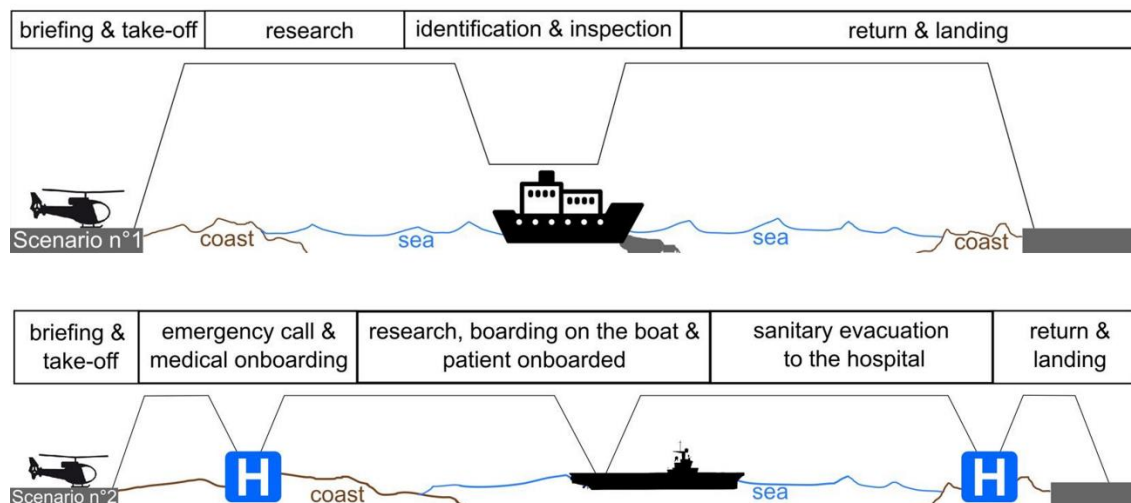 briefing & take-off
research
identification & inspection
return & landing
Scenario n°1
coast
sea
sea
coast
briefing &
take-off
emergency call &
medical onboarding
research, boarding on the boat &
patient onboarded
sanitary evacuation
to the hospital
return &
landing
H
H
Scenario n°2
coast
sea